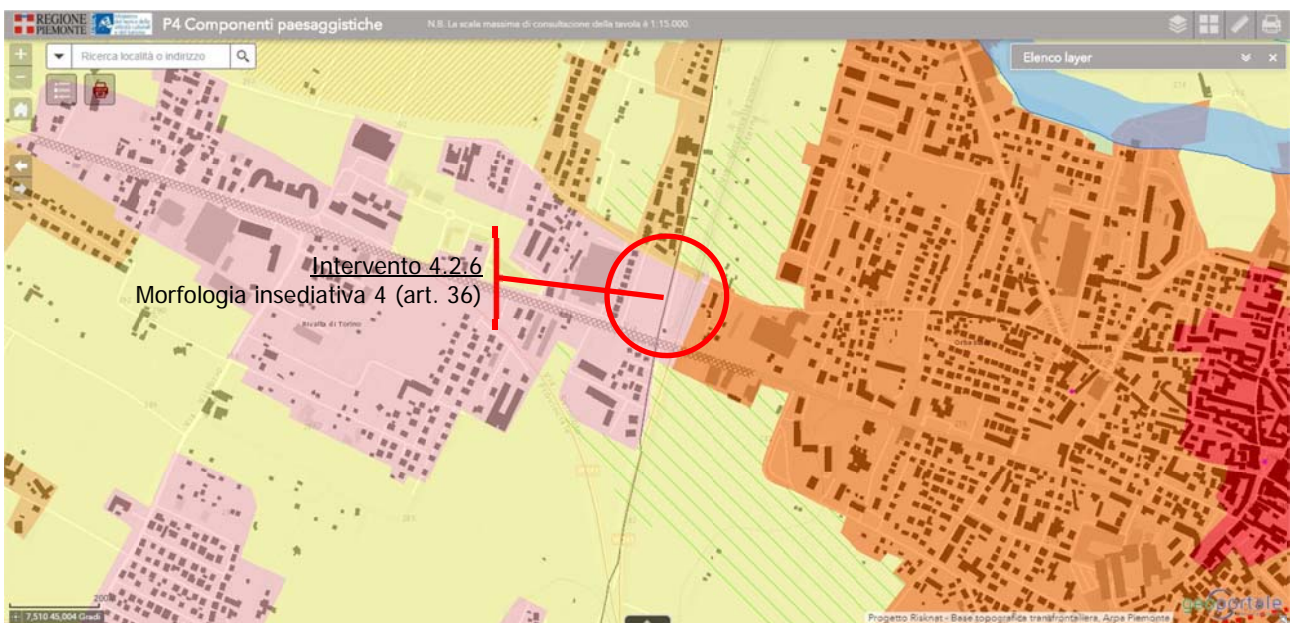 REGIONE
PIEMONTE
P4 Componenti paesaggistiche
N.B. La scala massima di consultazione della tavola è 1:15.000.
Ricerca località o indirizzo
Elenco layer
Intervento 4.2.6
Morfologia insediativa 4 (art. 36)
Rivalta di Torino
200
7,510 45,004 Gradi
Progetto Risknat - Base topografica transfrontaliera, Arpa Piemonte
geoportale